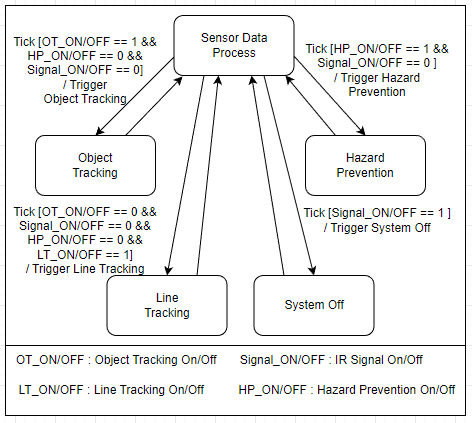 Sensor Data
Process
Tick [OT_ON/OFF == 1 &&
HP_ON/OFF == 0 &&
Signal_ON/OFF == 0]
/ Trigger
Object Tracking
Tick [HP_ON/OFF == 1 &&
Signal_ON/OFF == 0 ]
/ Trigger Hazard
Prevention
Object
Tracking
Hazard
Prevention
Tick [OT_ON/OFF == 0 &&
Signal_ON/OFF == 0 &&
HP_ON/OFF == 0 &&
LT_ON/OFF == 1]
/ Trigger Line Tracking
Tick [Signal_ON/OFF == 1 ]
/ Trigger System Off
Line
Tracking
System Off
OT_ON/OFF : Object Tracking On/Off
Signal_ON/OFF : IR Signal On/Off
LT_ON/OFF : Line Tracking On/Off
HP_ON/OFF : Hazard Prevention On/Off